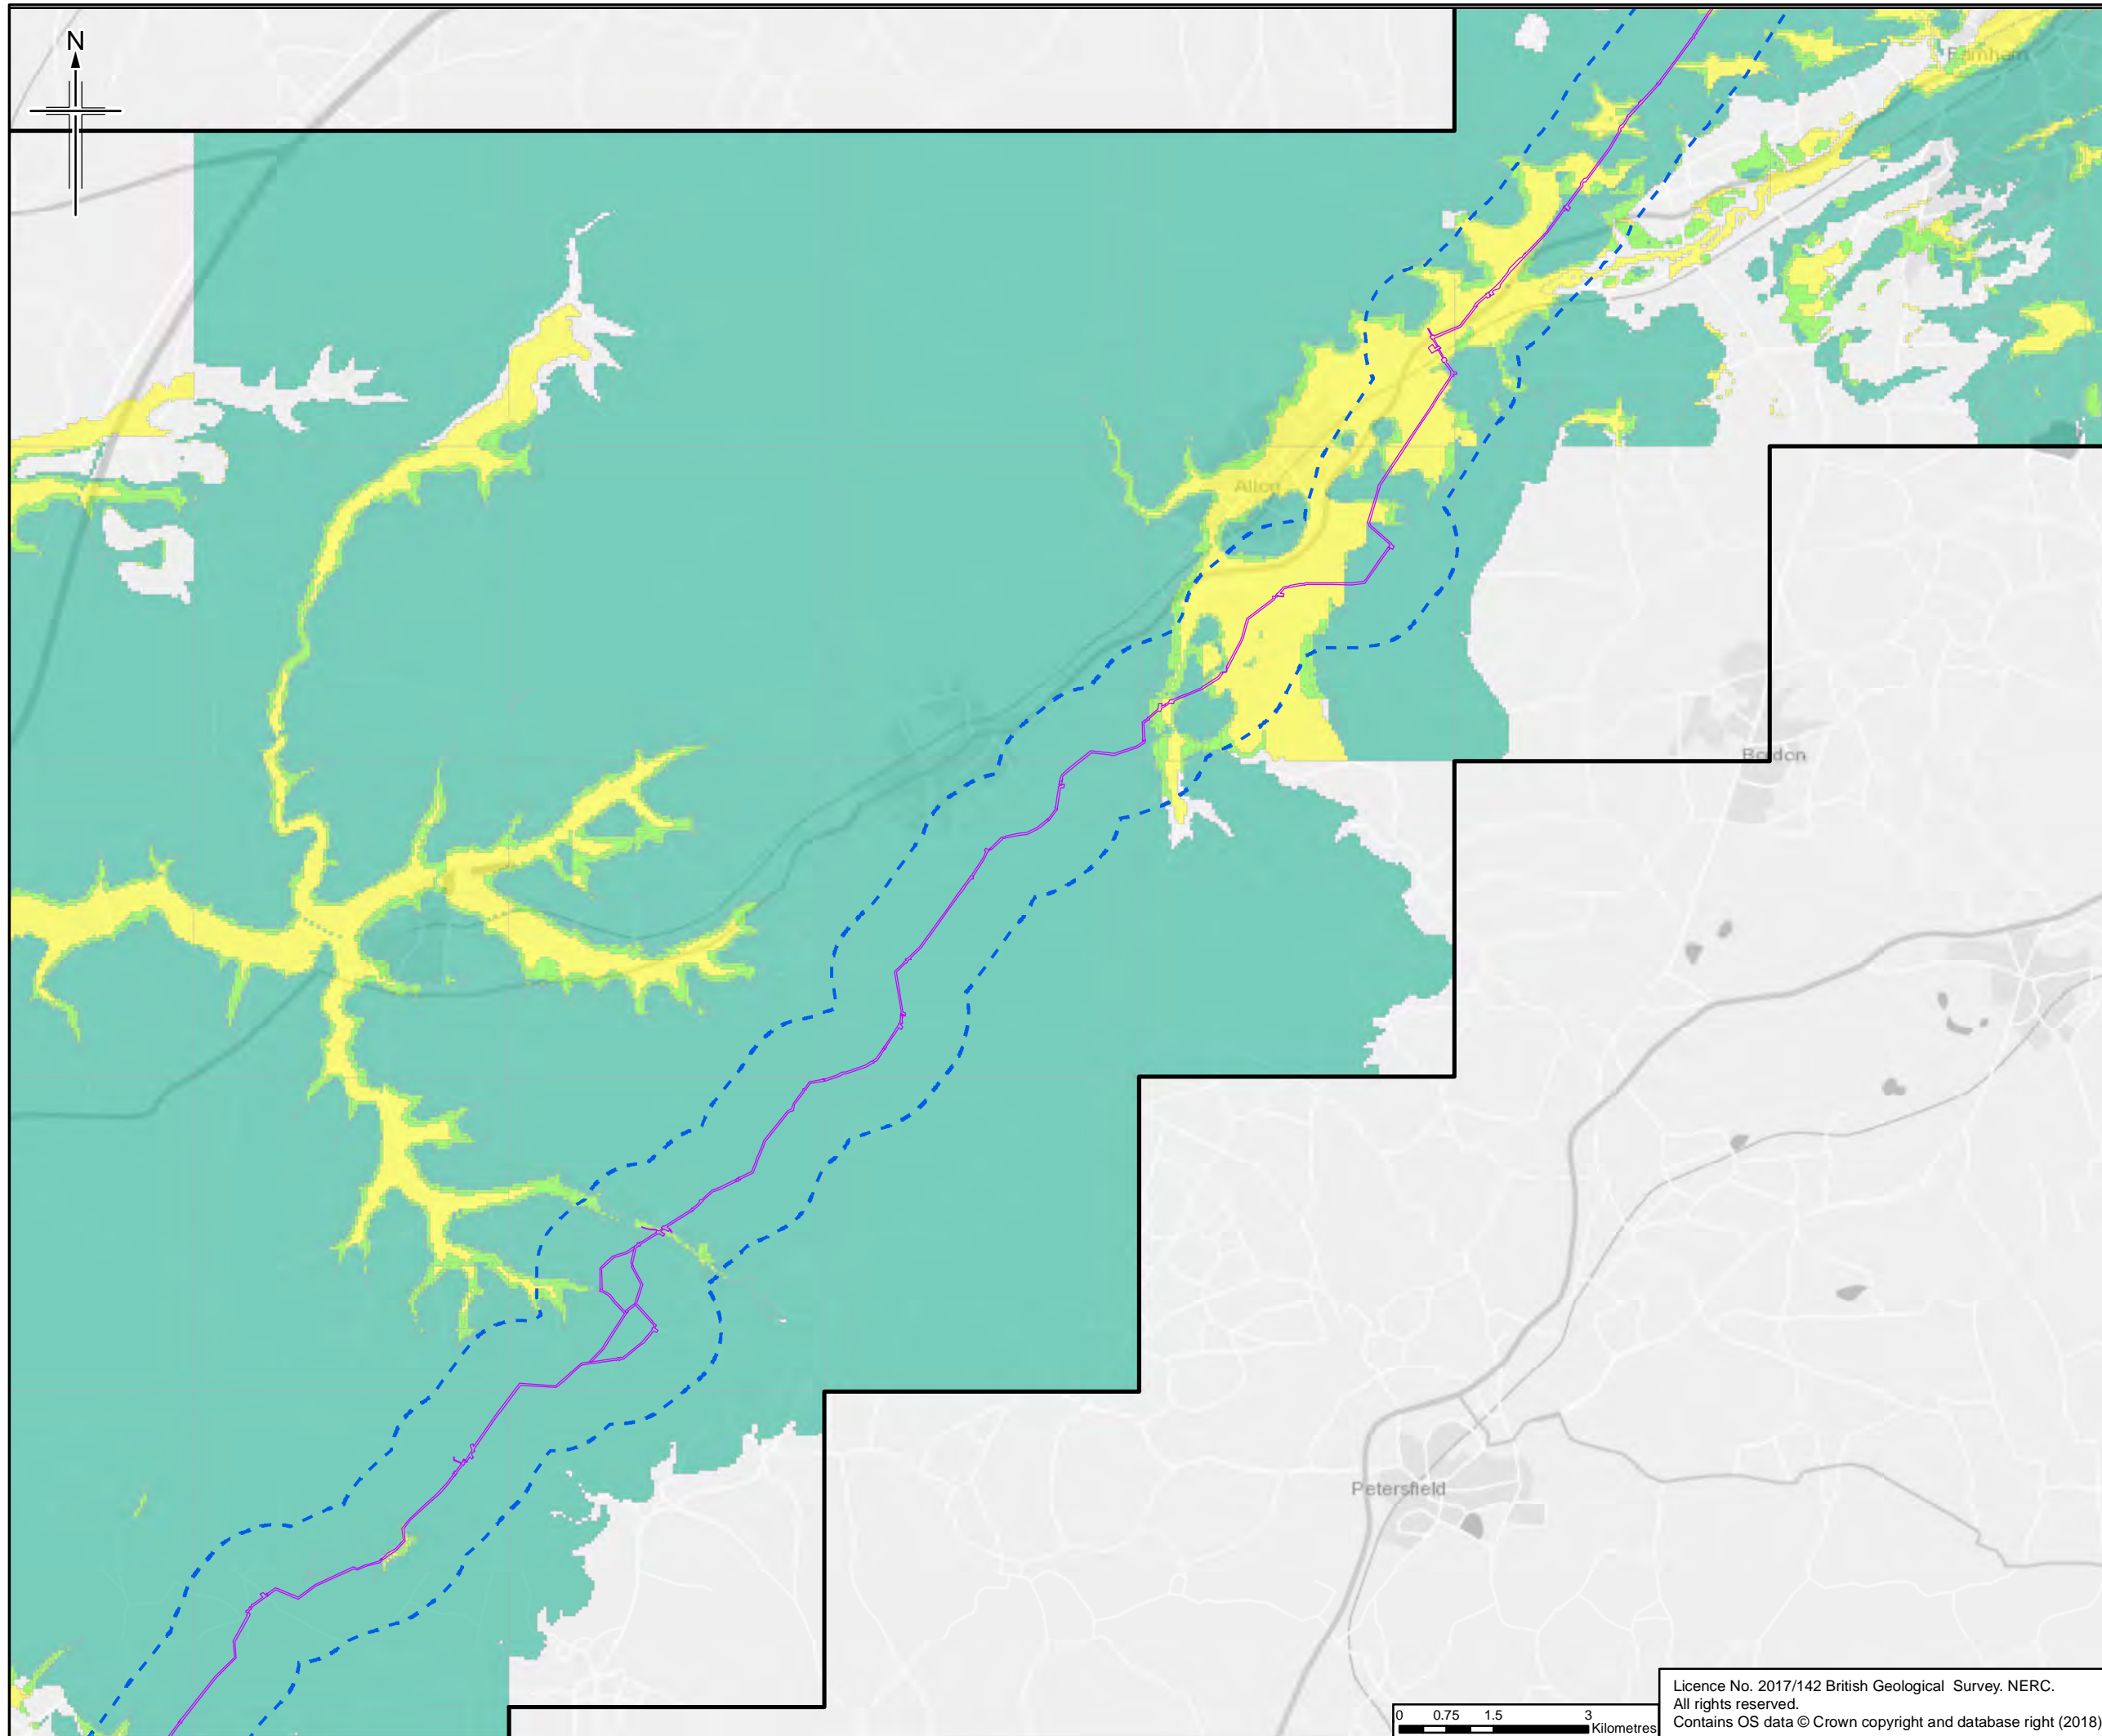 N
Farnham
Alton
Bordon
Petersfield
0 0.75 1.5 3
Kilometres
Licence No. 2017/142 British Geological Survey. NERC.
All rights reserved.
Contains OS data © Crown copyright and database right (2018)